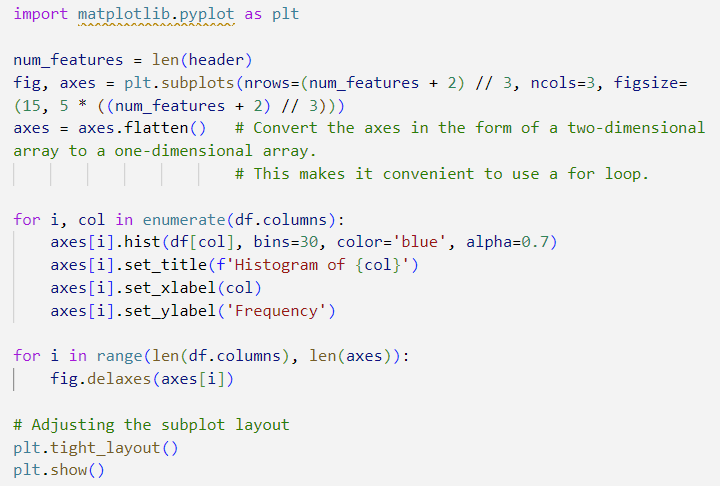 import matplotlib.pyplot as plt

num_features = len(header)
fig, axes = plt.subplots(nrows=(num_features + 2) // 3, ncols=3, figsize=
(15, 5 * ((num_features + 2) // 3)))
axes = axes.flatten()   # Convert the axes in the form of a two-dimensional
array to a one-dimensional array.
                        # This makes it convenient to use a for loop.

for i, col in enumerate(df.columns):
    axes[i].hist(df[col], bins=30, color='blue', alpha=0.7)
    axes[i].set_title(f'Histogram of {col}')
    axes[i].set_xlabel(col)
    axes[i].set_ylabel('Frequency')

for i in range(len(df.columns), len(axes)):
    fig.delaxes(axes[i])

# Adjusting the subplot layout
plt.tight_layout()
plt.show()